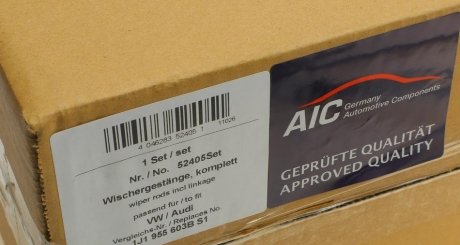 4 046283 52405 1
11026
1 Set / set
Nr. / No. 52405Set
Wischergestänge, komplett
wiper rods incl linkage
passend für / to fit
VW / Audi
Vergleichs-Nr. / Replaces No.
1J1 955 603B S1
AIC Germany
Automotive Components
GEPRÜFTE QUALITÄT
APPROVED QUALITY